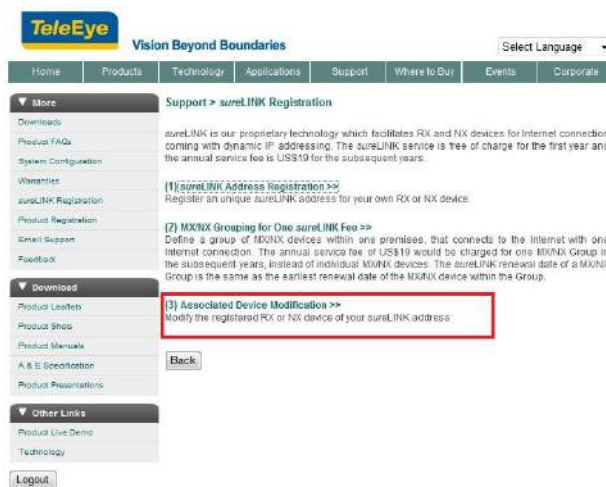 TeleEye
Vision Beyond Boundaries
Select Language
Home Products Technology Applications Support Where to Buy Events Corporate
More
Downloads
Product FAQs
System Configuration
Warranties
sureLINK Registration
Product Registration
Email Support
Feedback
Download
Product Leaflets
Product Shots
Product Manuals
A & E Specification
Product Presentations
Other Links
Product Live Demo
Technology
Logout
Support > sureLINK Registration
sureLINK is our proprietary technology which facilitates RX and NX devices for Internet connection
coming with dynamic IP addressing. The sureLINK service is free of charge for the first year and
the annual service fee is US$19 for the subsequent years.
(1) sureLINK Address Registration >>
Register an unique sureLINK address for your own RX or NX device.
(2) MX/NX Grouping for One sureLINK Fee >>
Define a group of MX/NX devices within one premises, that connects to the Internet with one
Internet connection. The annual service fee of US$19 would be charged for one MX/NX Group in
the subsequent years, instead of individual MX/NX devices. The sureLINK renewal date of a MX/NX
Group is the same as the earliest renewal date of the MX/NX device within the Group.
(3) Associated Device Modification >>
Modify the registered RX or NX device of your sureLINK address
Back